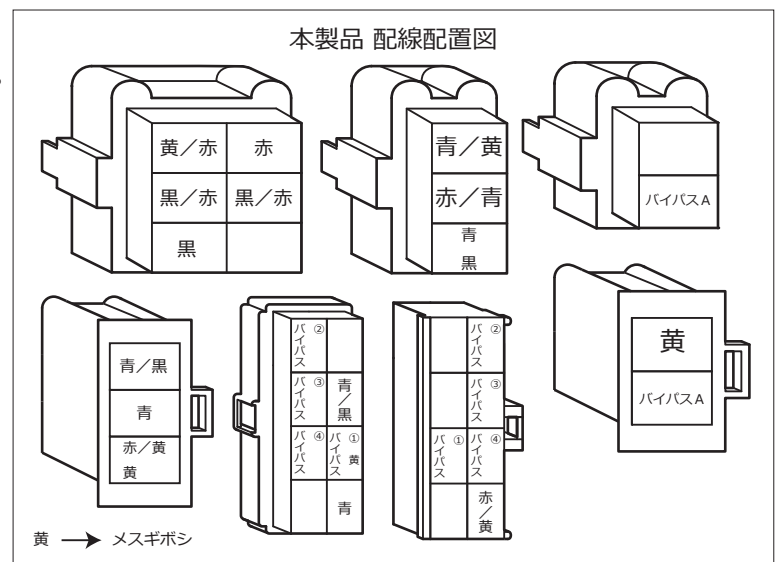 本製品 配線配置図
黄／赤 赤
黒／赤 黒／赤
黒
青／黄
赤／青
青
黒
バイパスA
青／黒
青
赤／黄
黄
バイパス②
バイパス③ 青／黒
バイパス④ バイパス① 黄
青
バイパス②
バイパス③
バイパス① バイパス④
赤／黄
黄
バイパスA
黄 → メスギボシ